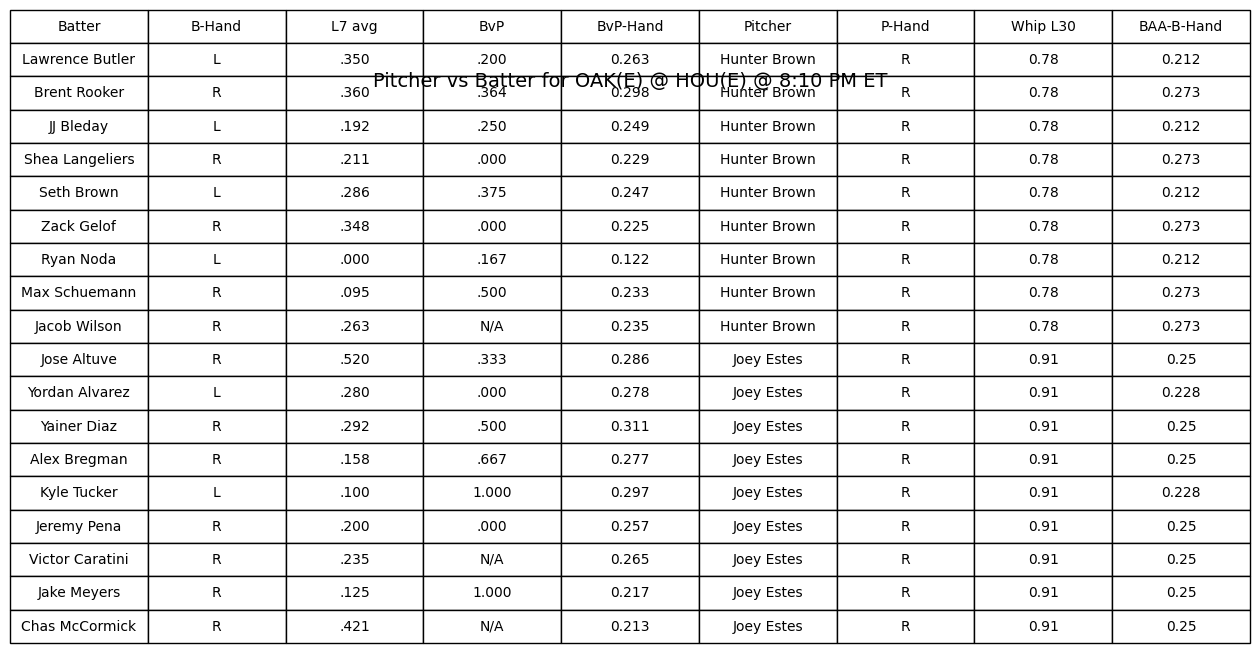 Batter B-Hand L7 avg BvP BvP-Hand Pitcher P-Hand Whip L30 BAA-B-Hand
Lawrence Butler L .350 .200 0.263 Hunter Brown R 0.78 0.212
Pitcher vs Batter for OAK(E) @ HOU(E) @ 8:10 PM ET
Brent Rooker R .360 .364 0.298 Hunter Brown R 0.78 0.273
JJ Bleday L .192 .250 0.249 Hunter Brown R 0.78 0.212
Shea Langeliers R .211 .000 0.229 Hunter Brown R 0.78 0.273
Seth Brown L .286 .375 0.247 Hunter Brown R 0.78 0.212
Zack Gelof R .348 .000 0.225 Hunter Brown R 0.78 0.273
Ryan Noda L .000 .167 0.122 Hunter Brown R 0.78 0.212
Max Schuemann R .095 .500 0.233 Hunter Brown R 0.78 0.273
Jacob Wilson R .263 N/A 0.235 Hunter Brown R 0.78 0.273
Jose Altuve R .520 .333 0.286 Joey Estes R 0.91 0.25
Yordan Alvarez L .280 .000 0.278 Joey Estes R 0.91 0.228
Yainer Diaz R .292 .500 0.311 Joey Estes R 0.91 0.25
Alex Bregman R .158 .667 0.277 Joey Estes R 0.91 0.25
Kyle Tucker L .100 1.000 0.297 Joey Estes R 0.91 0.228
Jeremy Pena R .200 .000 0.257 Joey Estes R 0.91 0.25
Victor Caratini R .235 N/A 0.265 Joey Estes R 0.91 0.25
Jake Meyers R .125 1.000 0.217 Joey Estes R 0.91 0.25
Chas McCormick R .421 N/A 0.213 Joey Estes R 0.91 0.25